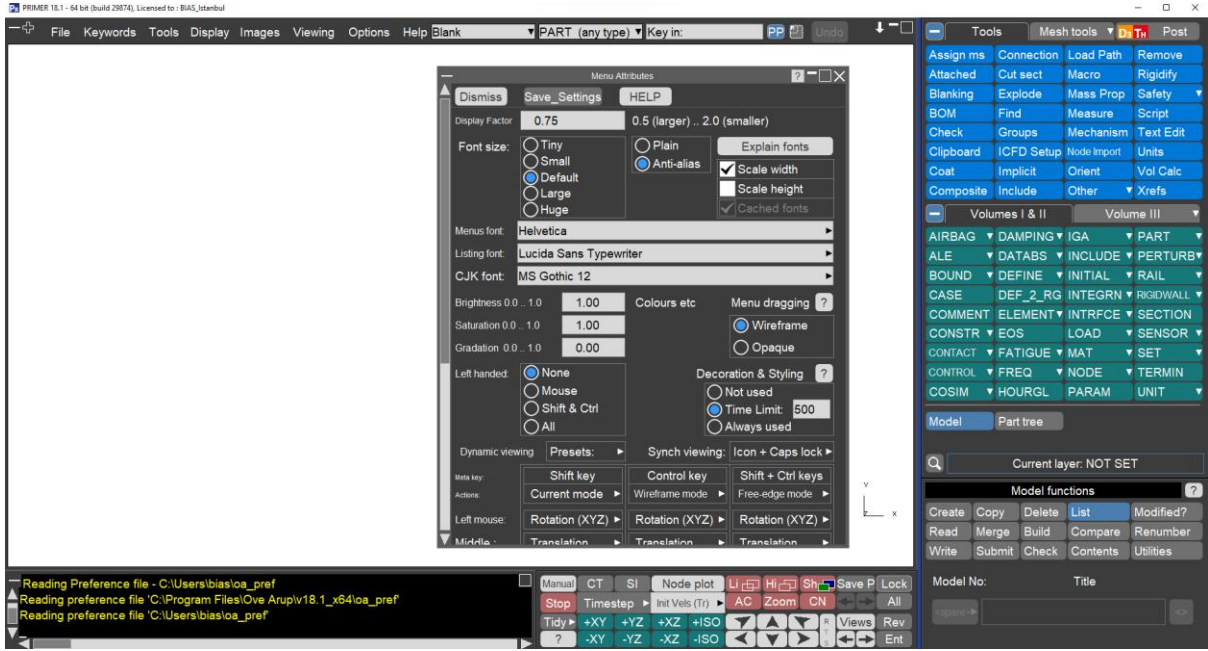 PRIMER 18.1 - 64 bit (build 29874), Licensed to : BIAS_Istanbul
File Keywords Tools Display Images Viewing Options Help Blank PART (any type) Key in: PP Undo
Menu Attributes ?
Dismiss Save_Settings HELP
Display Factor 0.75 0.5 (larger) .. 2.0 (smaller)
Font size: Tiny Plain Explain fonts
Small Anti-alias Scale width
Default Scale height
Large Cached fonts
Huge
Menus font: Helvetica
Listing font: Lucida Sans Typewriter
CJK font: MS Gothic 12
Brightness 0.0 .. 1.0 1.00 Colours etc Menu dragging ?
Saturation 0.0 .. 1.0 1.00 Wireframe
Gradation 0.0 .. 1.0 0.00 Opaque
Left handed: None Decoration & Styling ?
Mouse Not used
Shift & Ctrl Time Limit: 500
All Always used
Dynamic viewing Presets: Synch viewing: Icon + Caps lock
Meta key: Shift key Control key Shift + Ctrl keys
Actions: Current mode Wireframe mode Free-edge mode
Left mouse: Rotation (XYZ) Rotation (XYZ) Rotation (XYZ)
Middle : Translation Translation Translation
Y
Z X
Tools Mesh tools D3 TH Post
Assign ms Connection Load Path Remove
Attached Cut sect Macro Rigidify
Blanking Explode Mass Prop Safety
BOM Find Measure Script
Check Groups Mechanism Text Edit
Clipboard ICFD Setup Node Import Units
Coat Implicit Orient Vol Calc
Composite Include Other Xrefs
Volumes I & II Volume III
AIRBAG DAMPING IGA PART
ALE DATABS INCLUDE PERTURB
BOUND DEFINE INITIAL RAIL
CASE DEF_2_RG INTEGRN RIGIDWALL
COMMENT ELEMENT INTRFCE SECTION
CONSTR EOS LOAD SENSOR
CONTACT FATIGUE MAT SET
CONTROL FREQ NODE TERMIN
COSIM HOURGL PARAM UNIT
Model Part tree
Current layer: NOT SET
Model functions ?
Create Copy Delete List Modified?
Read Merge Build Compare Renumber
Write Submit Check Contents Utilities
Model No: Title
<spare> <>
Reading Preference file - C:\Users\bias\oa_pref
Reading preference file 'C:\Program Files\Ove Arup\v18.1_x64\oa_pref'
Reading preference file 'C:\Users\bias\oa_pref'
Manual CT SI Node plot Li Hi Sh Save P Lock
Stop Timestep Init Vels (Tr) AC Zoom CN All
Tidy +XY +YZ +XZ +ISO Views Rev
? -XY -YZ -XZ -ISO Ent